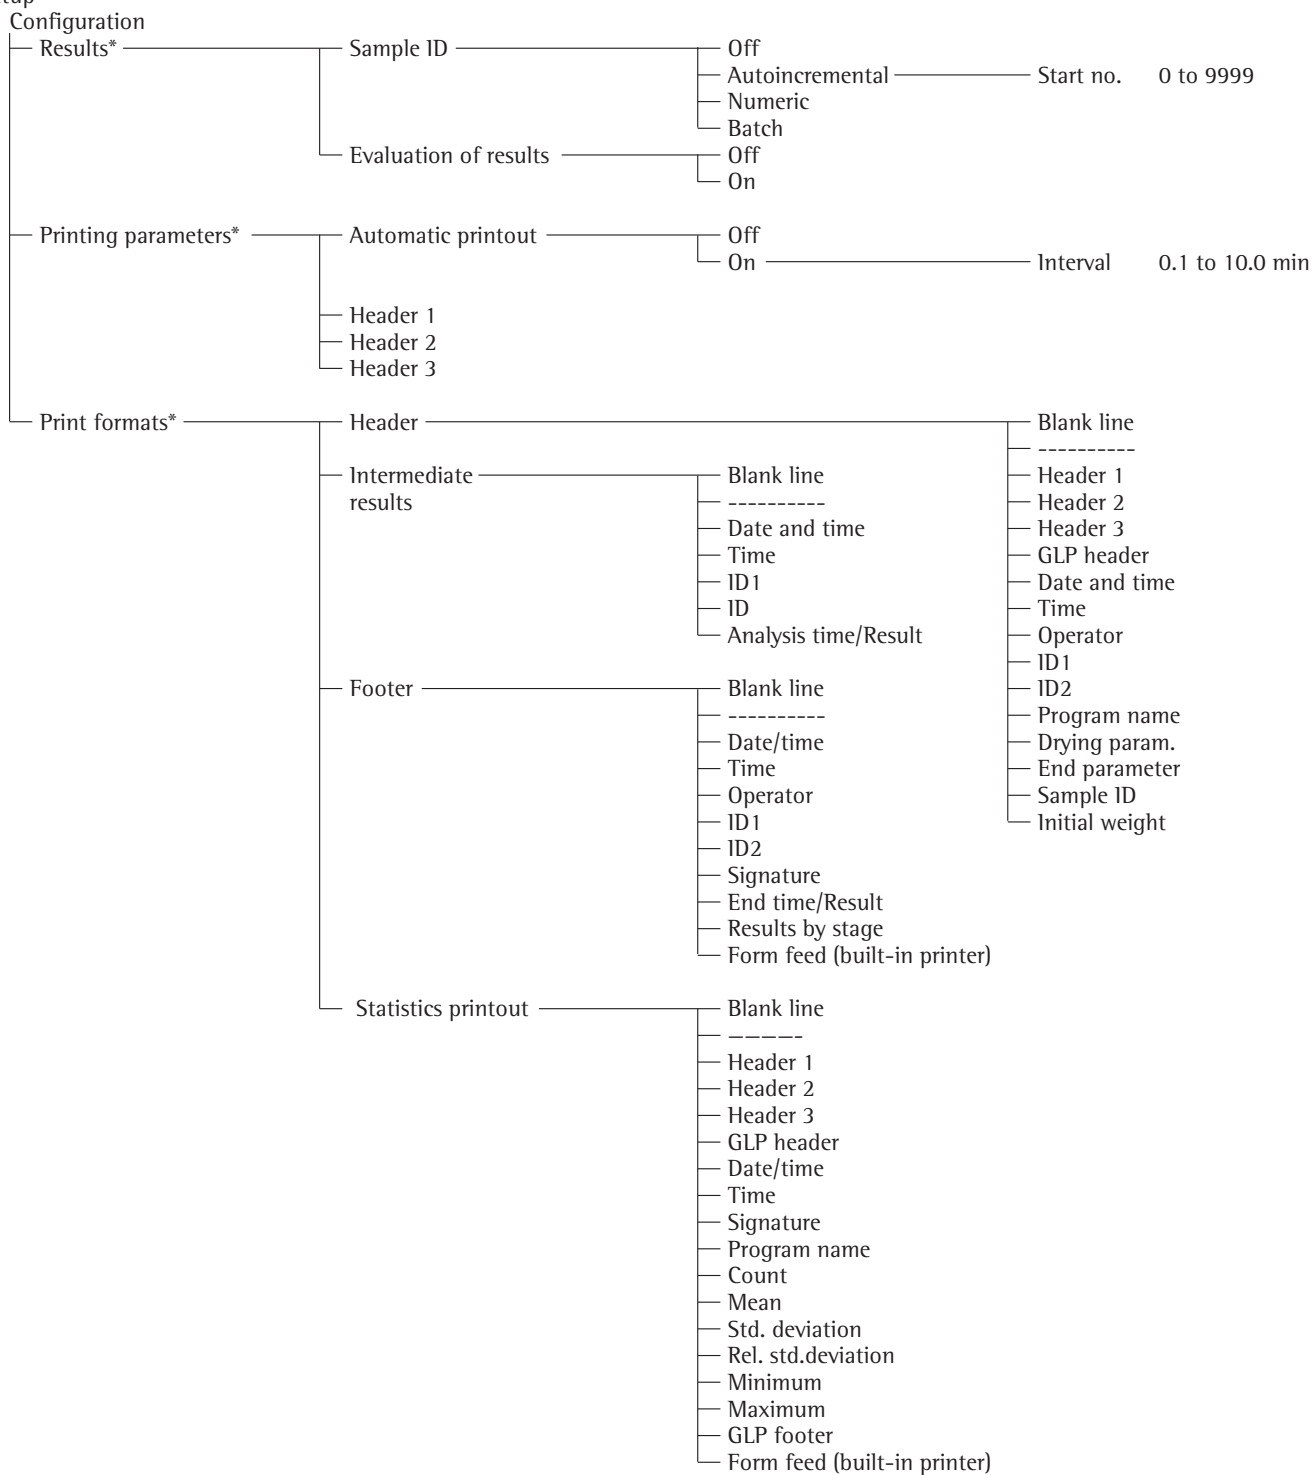 Configuration
Results* Sample ID Off
Autoincremental Start no. 0 to 9999
Numeric
Batch
Evaluation of results Off
On
Printing parameters* Automatic printout Off
On Interval 0.1 to 10.0 min
Header 1
Header 2
Header 3
Print formats* Header Blank line
----------
Intermediate Blank line Header 1
results ---------- Header 2
Date and time Header 3
Time GLP header
ID1 Date and time
ID Time
Analysis time/Result Operator
ID1
Footer Blank line ID2
---------- Program name
Date/time Drying param.
Time End parameter
Operator Sample ID
ID1 Initial weight
ID2
Signature
End time/Result
Results by stage
Form feed (built-in printer)
Statistics printout Blank line
————-
Header 1
Header 2
Header 3
GLP header
Date/time
Time
Signature
Program name
Count
Mean
Std. deviation
Rel. std.deviation
Minimum
Maximum
GLP footer
Form feed (built-in printer)